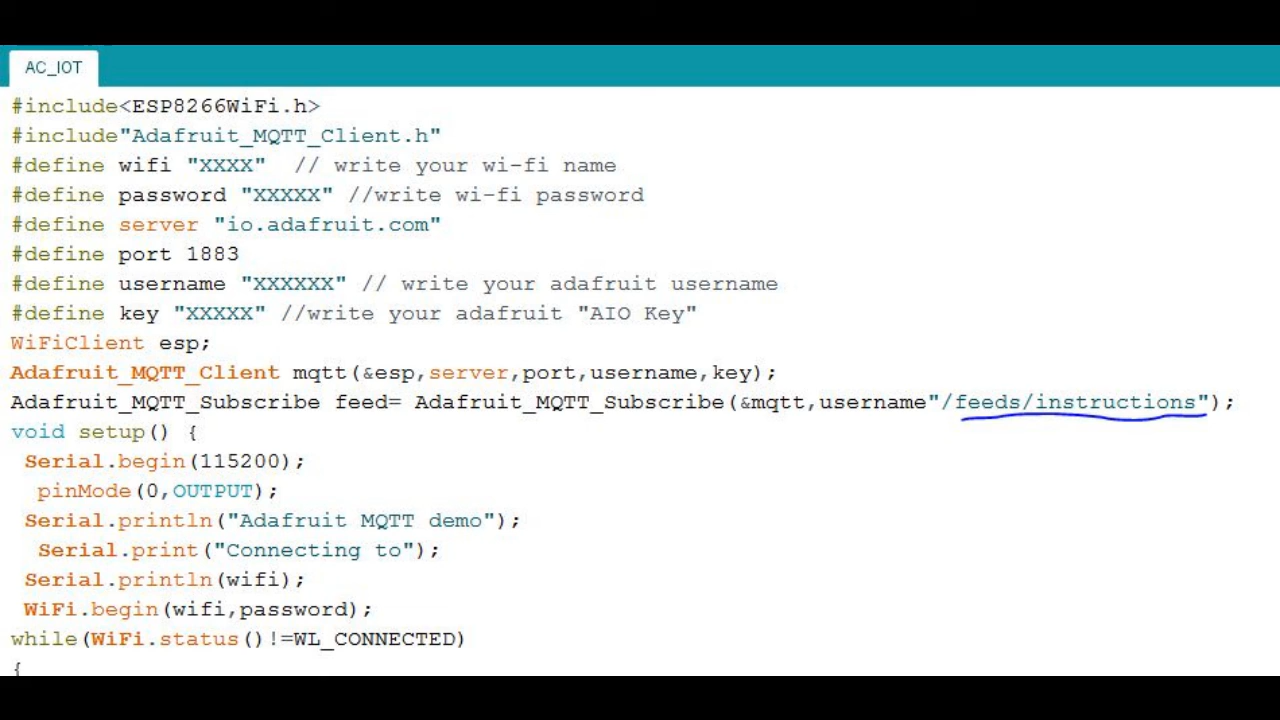 AC_IOT
#include<ESP8266WiFi.h>
#include"Adafruit_MQTT_Client.h"
#define wifi "XXXX"  // write your wi-fi name
#define password "XXXXX" //write wi-fi password
#define server "io.adafruit.com"
#define port 1883
#define username "XXXXXX" // write your adafruit username
#define key "XXXXX" //write your adafruit "AIO Key"
WiFiClient esp;
Adafruit_MQTT_Client mqtt(&esp,server,port,username,key);
Adafruit_MQTT_Subscribe feed= Adafruit_MQTT_Subscribe(&mqtt,username"/feeds/instructions");
void setup() {
 Serial.begin(115200);
  pinMode(0,OUTPUT);
 Serial.println("Adafruit MQTT demo");
  Serial.print("Connecting to");
 Serial.println(wifi);
 WiFi.begin(wifi,password);
while(WiFi.status()!=WL_CONNECTED)
{